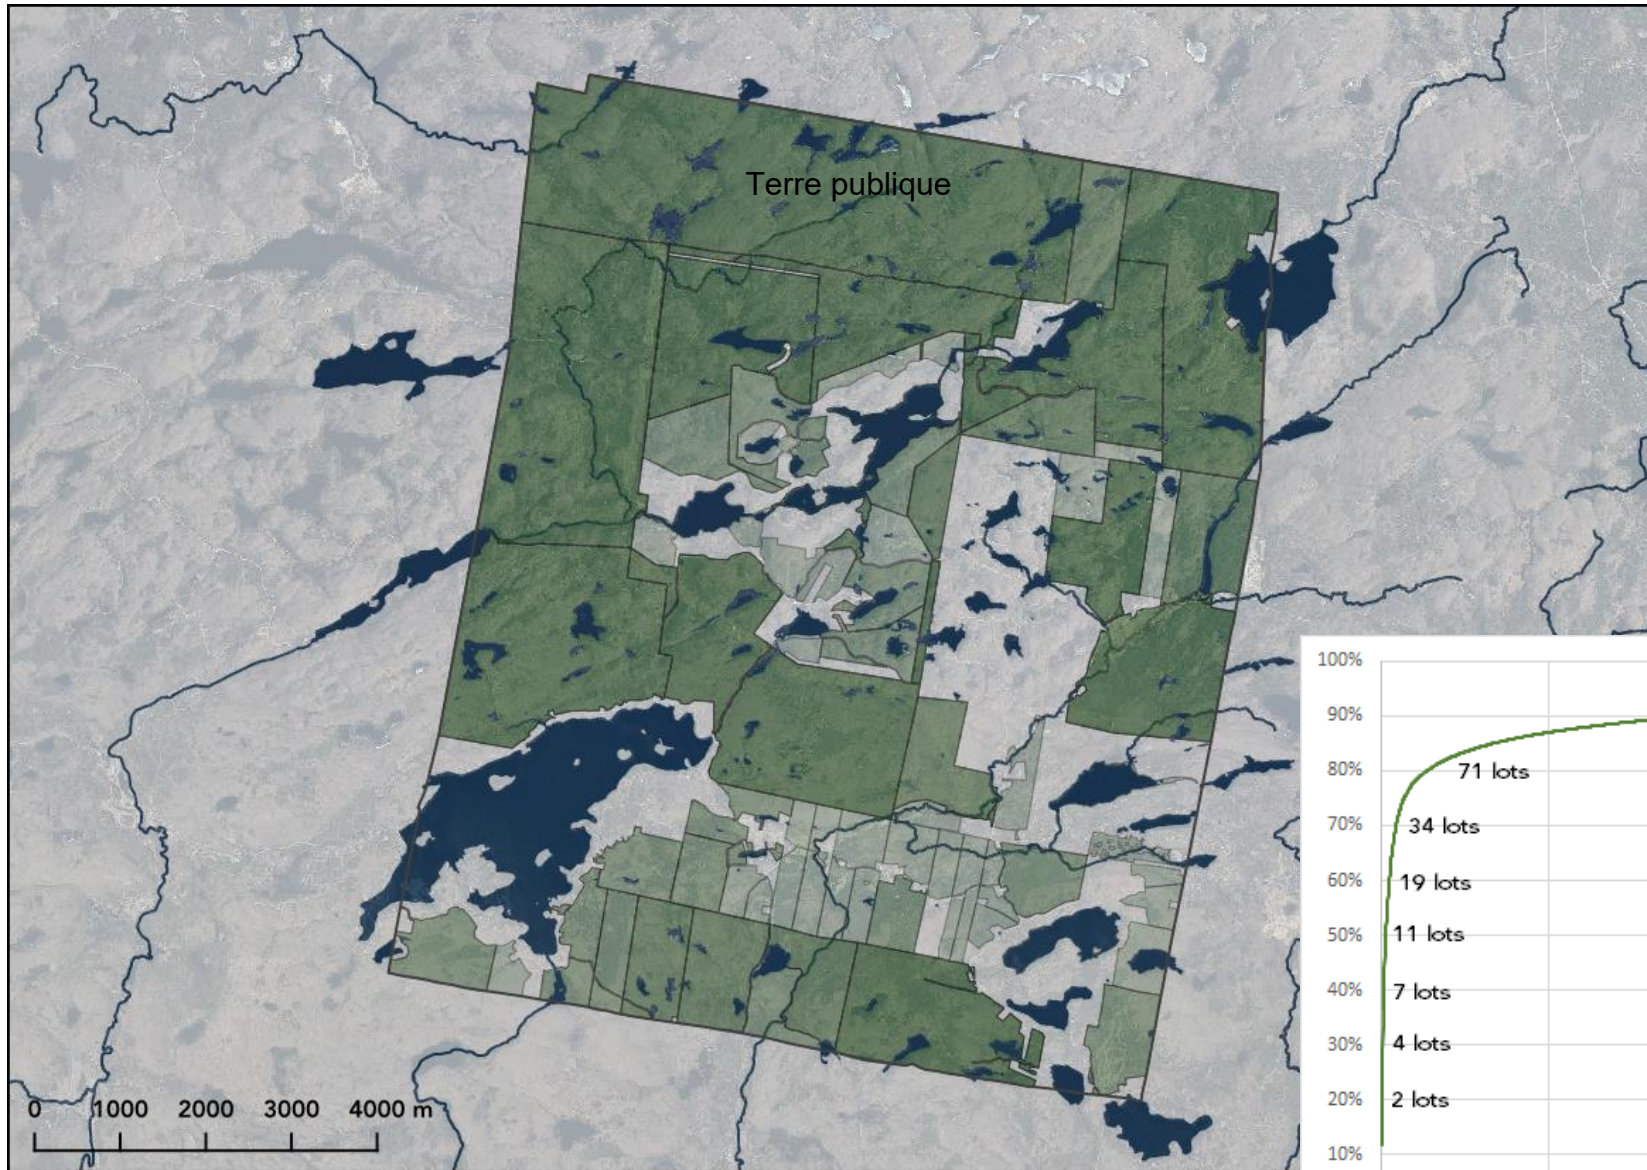 Terre publique
100%
90%
80%
71 lots
70%
34 lots
60%
19 lots
50%
11 lots
40%
7 lots
30%
4 lots
20%
2 lots
10%
0 1000 2000 3000 4000 m